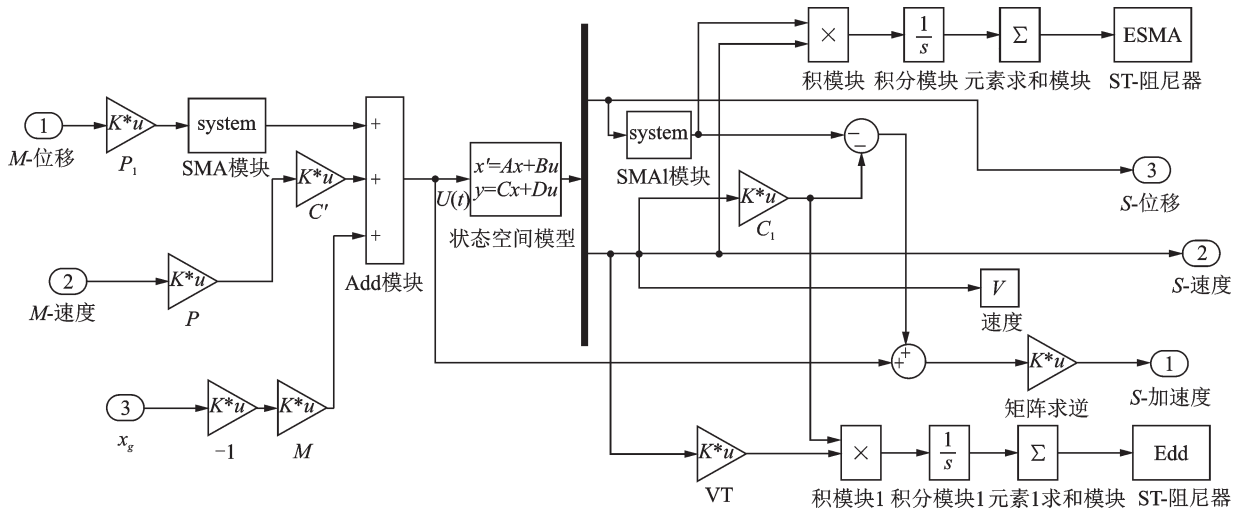 × 1/s Σ ESMA
积模块 积分模块 元素求和模块 ST-阻尼器
1 K*u system +
M-位移 P₁ SMA模块
K*u +
C′
x′=Ax+Bu
y=Cx+Du
U(t)
状态空间模型
system
SMAI模块
− −
K*u
C₁
3
S-位移
2
S-速度
V
速度
2 K*u +
M-速度 P Add模块
+ + K*u 1
矩阵求逆 S-加速度
3 K*u K*u
x_g −1 M
K*u × 1/s Σ Edd
VT 积模块1 积分模块1 元素1求和模块 ST-阻尼器